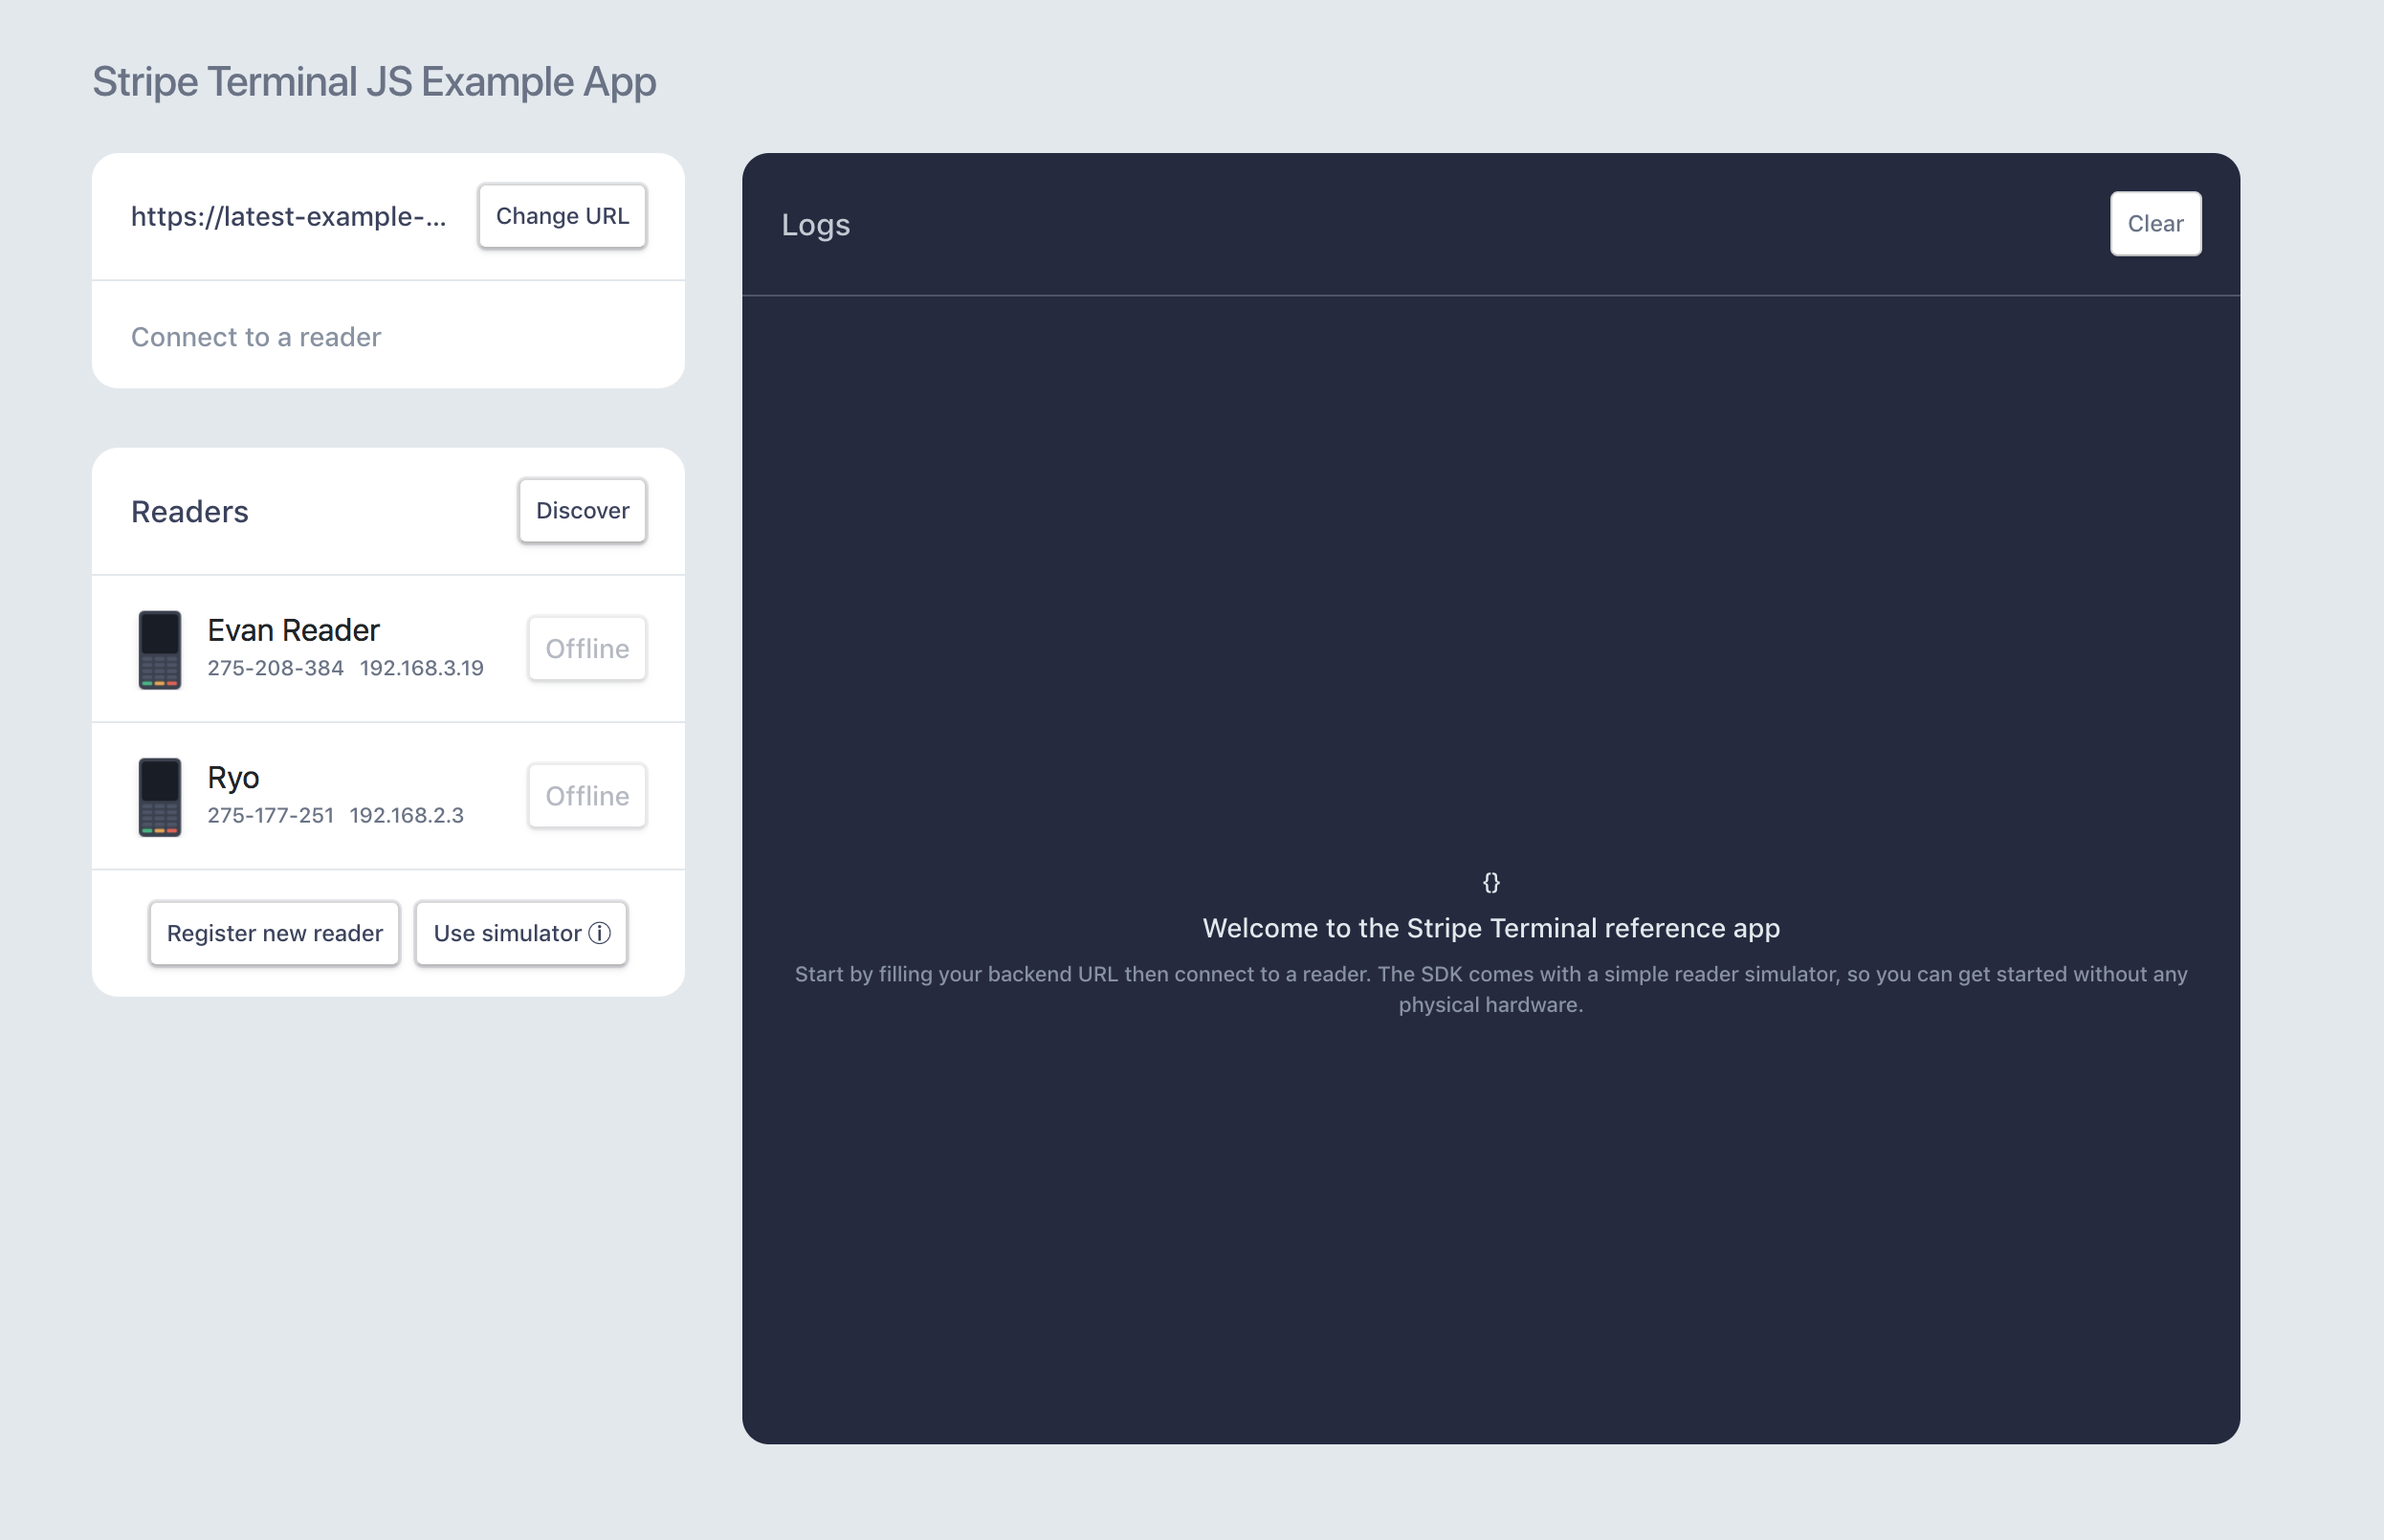 Stripe Terminal JS Example App
https://latest-example-... Change URL
Connect to a reader
Readers Discover
Evan Reader
275-208-384 192.168.3.19
Offline
Ryo
275-177-251 192.168.2.3
Offline
Register new reader Use simulator ⓘ
Logs Clear
{}
Welcome to the Stripe Terminal reference app
Start by filling your backend URL then connect to a reader. The SDK comes with a simple reader simulator, so you can get started without any
physical hardware.